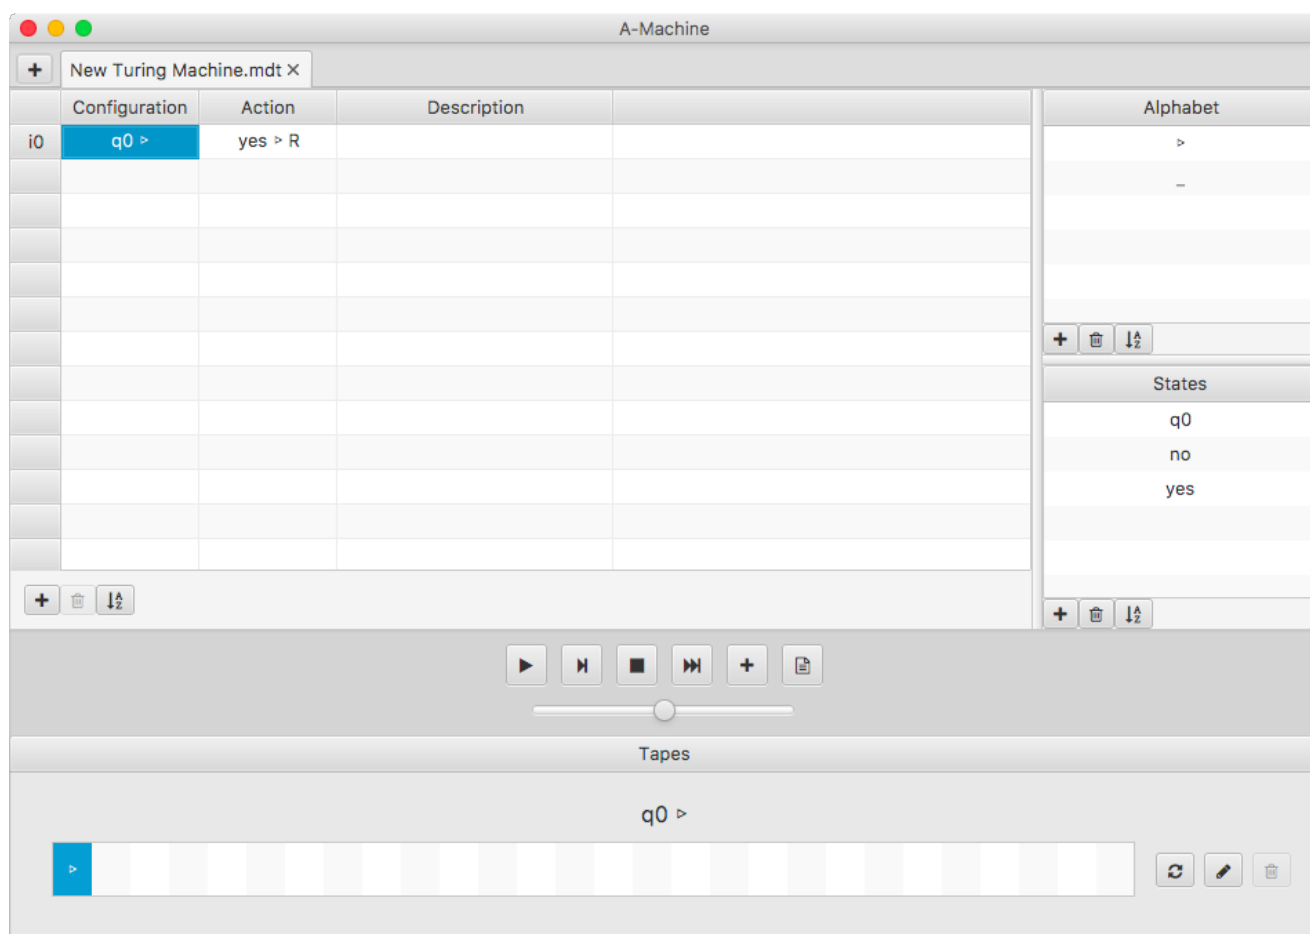 A-Machine
New Turing Machine.mdt ×
Configuration Action Description Alphabet
i0 q0 ▹ yes ▹ R ▹
_
States
q0
no
yes
Tapes
q0 ▹
▹